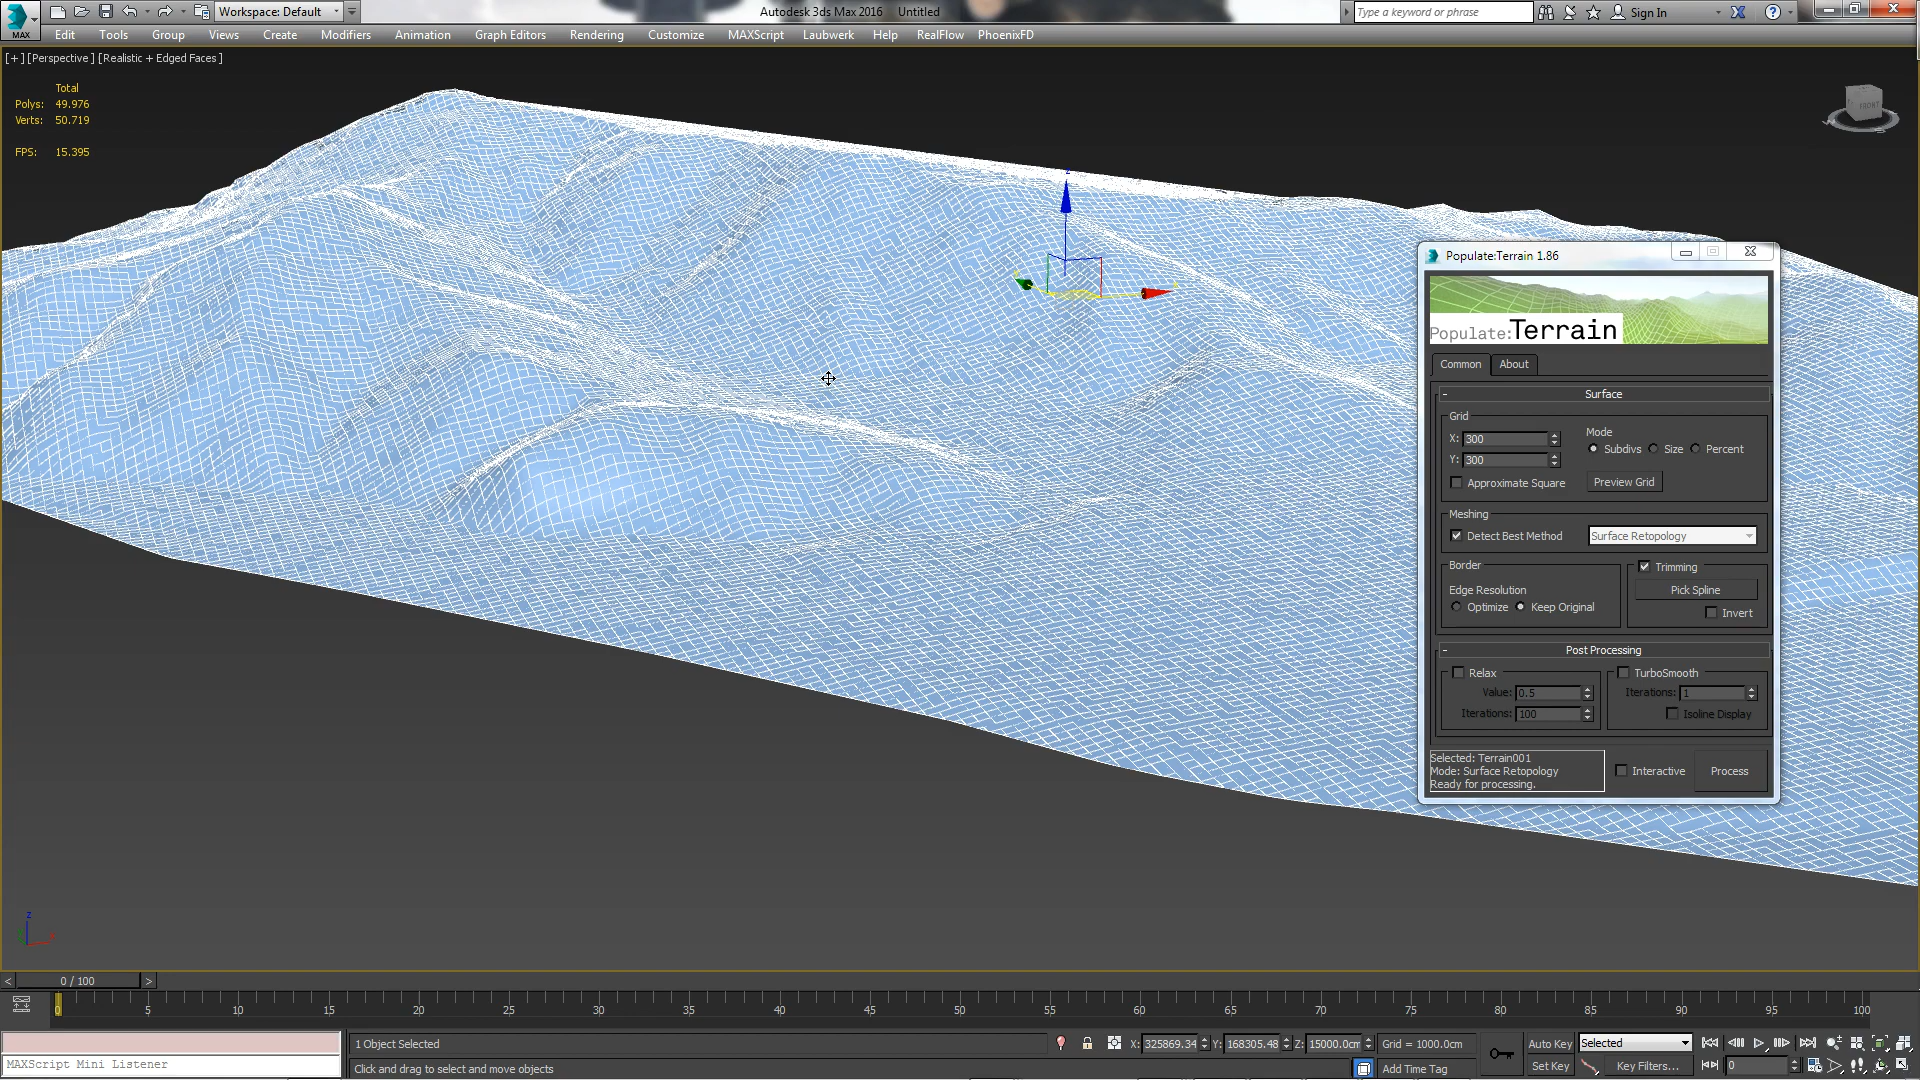 Workspace: Default
Autodesk 3ds Max 2016 Untitled
Type a keyword or phrase
Sign In
MAX
Edit Tools Group Views Create Modifiers Animation Graph Editors Rendering Customize MAXScript Laubwerk Help RealFlow PhoenixFD
[+] [Perspective] [Realistic + Edged Faces]
Total
Polys: 49.976
Verts: 50.719
FPS: 15.395
FRONT
z
Populate:Terrain 1.86
Populate:Terrain
Common About
- Surface
Grid
X: 300
Y: 300
Mode
Subdivs Size Percent
Approximate Square
Preview Grid
Meshing
Detect Best Method
Surface Retopology
Border
Edge Resolution
Optimize Keep Original
Trimming
Pick Spline
Invert
- Post Processing
Relax
Value: 0.5
Iterations: 100
TurboSmooth
Iterations: 1
Isoline Display
Selected: Terrain001
Mode: Surface Retopology
Ready for processing.
Interactive
Process
z
< 0 / 100 >
0 5 10 15 20 25 30 35 40 45 50 55 60 65 70 75 80 85 90 95 100
1 Object Selected
X: 325869.34 Y: 168305.48 Z: 15000.0cm Grid = 1000.0cm
Auto Key Selected
MAXScript Mini Listener
Click and drag to select and move objects
Add Time Tag
Set Key Key Filters... 0